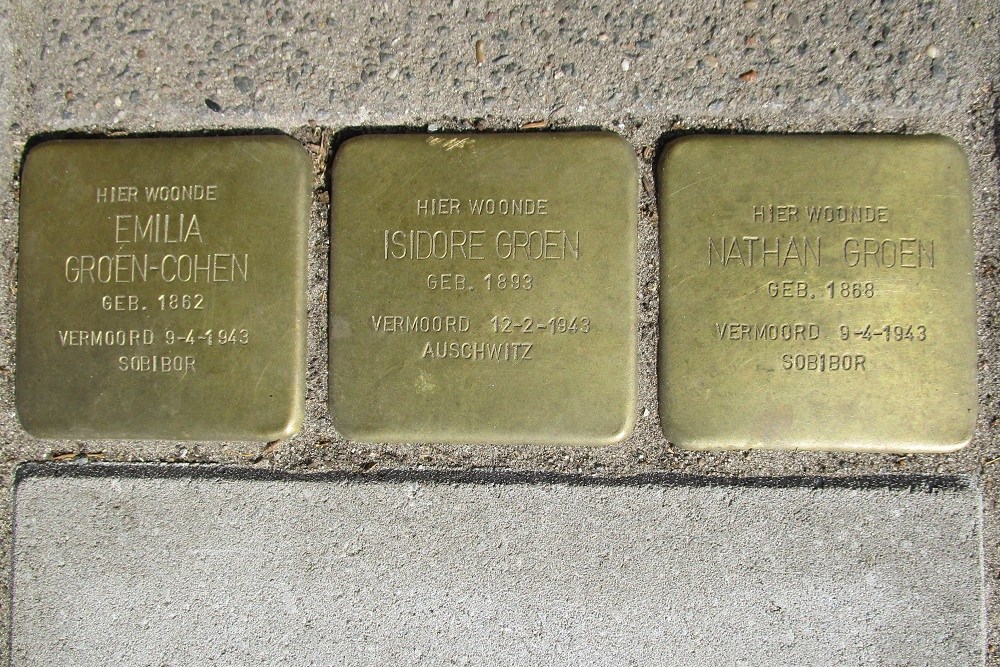 HIER WOONDE
EMILIA
GROEN-COHEN
GEB. 1862
VERMOORD 9-4-1943
SOBIBOR
HIER WOONDE
ISIDORE GROEN
GEB. 1893
VERMOORD 12-2-1943
AUSCHWITZ
HIER WOONDE
NATHAN GROEN
GEB. 1868
VERMOORD 9-4-1943
SOBIBOR